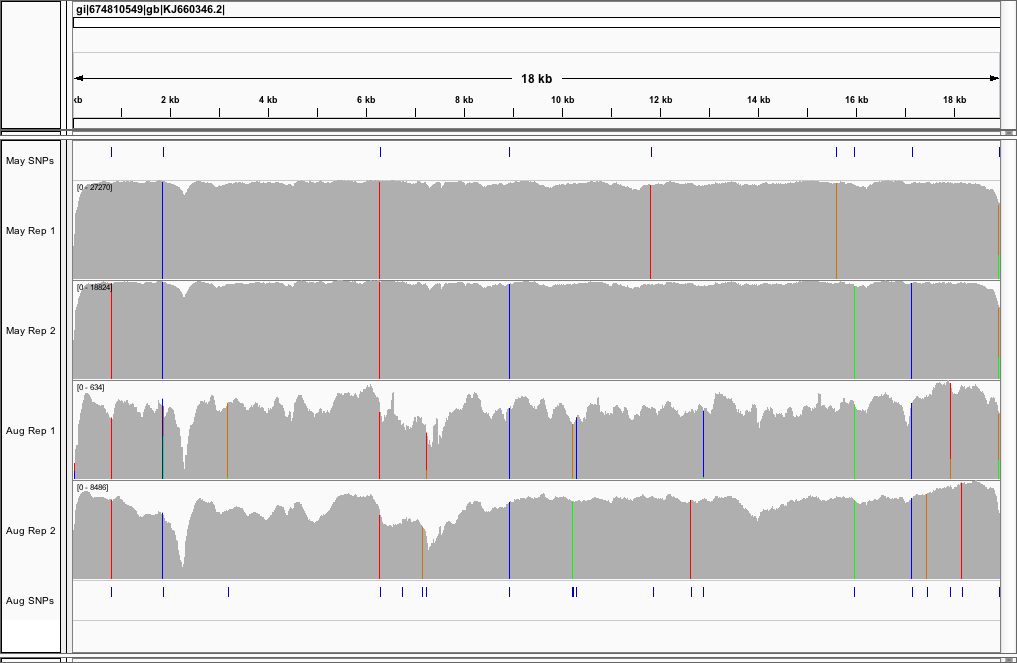 gi|674810549|gb|KJ660346.2|
18 kb
kb 2 kb 4 kb 6 kb 8 kb 10 kb 12 kb 14 kb 16 kb 18 kb
May SNPs
[0 - 27270]
May Rep 1
[0 - 18824]
May Rep 2
[0 - 634]
Aug Rep 1
[0 - 8486]
Aug Rep 2
Aug SNPs